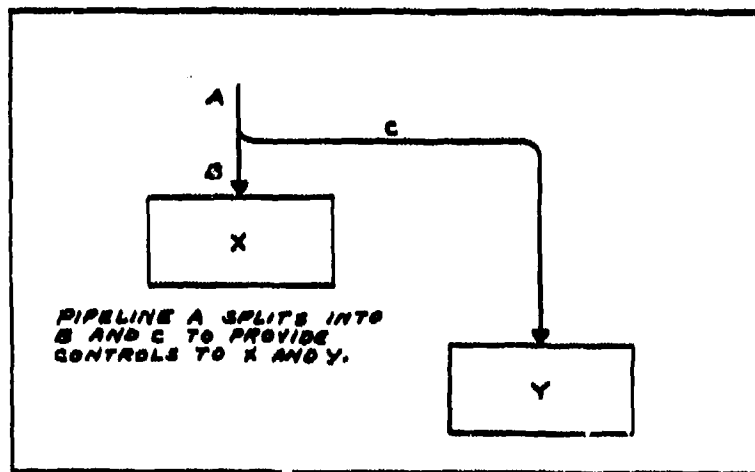 A
C
B
X
PIPELINE A SPLITS INTO
B AND C TO PROVIDE
CONTROLS TO X AND Y.
Y